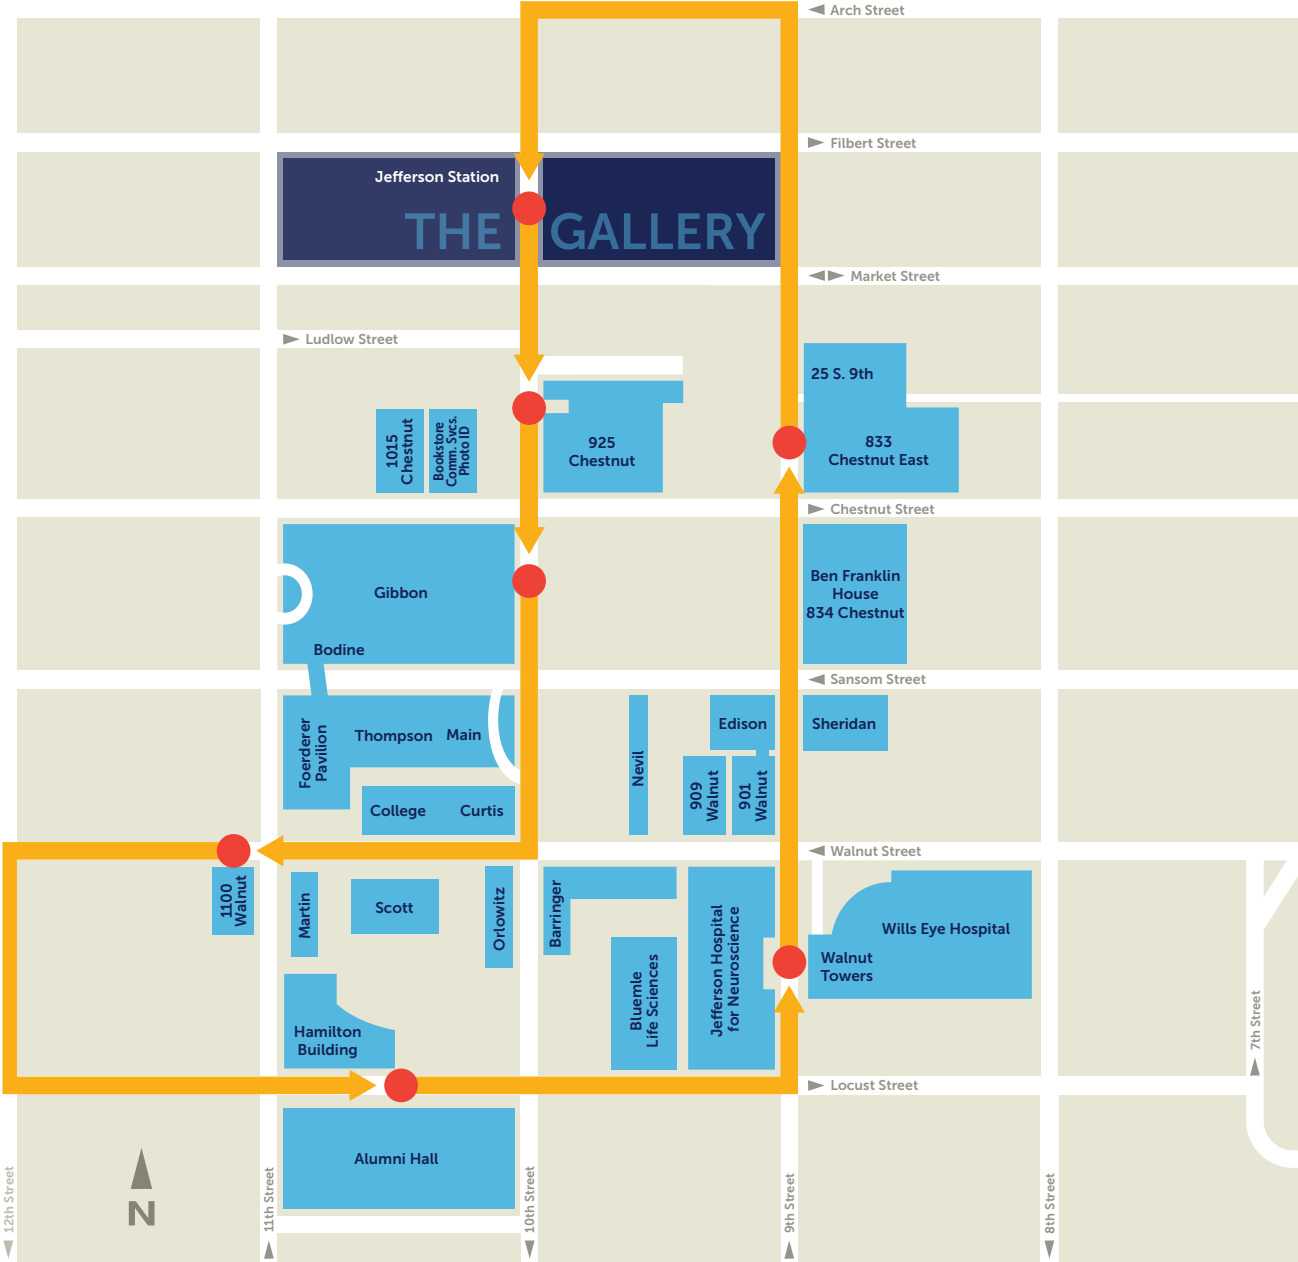 Arch Street
Filbert Street
Jefferson Station
THE GALLERY
Market Street
Ludlow Street
25 S. 9th
1015
Chestnut
Bookstore
Comm. Svcs.
Photo ID
925
Chestnut
833
Chestnut East
Chestnut Street
Gibbon
Bodine
Ben Franklin
House
834 Chestnut
Sansom Street
Foerderer
Pavilion
Thompson
Main
Nevil
Edison
Sheridan
909
Walnut
901
Walnut
College
Curtis
Walnut Street
1100
Walnut
Martin
Scott
Orlowitz
Barringer
Bluemle
Life Sciences
Jefferson Hospital
for Neuroscience
Wills Eye Hospital
Walnut
Towers
Hamilton
Building
7th Street
Locust Street
Alumni Hall
N
12th Street
11th Street
10th Street
9th Street
8th Street